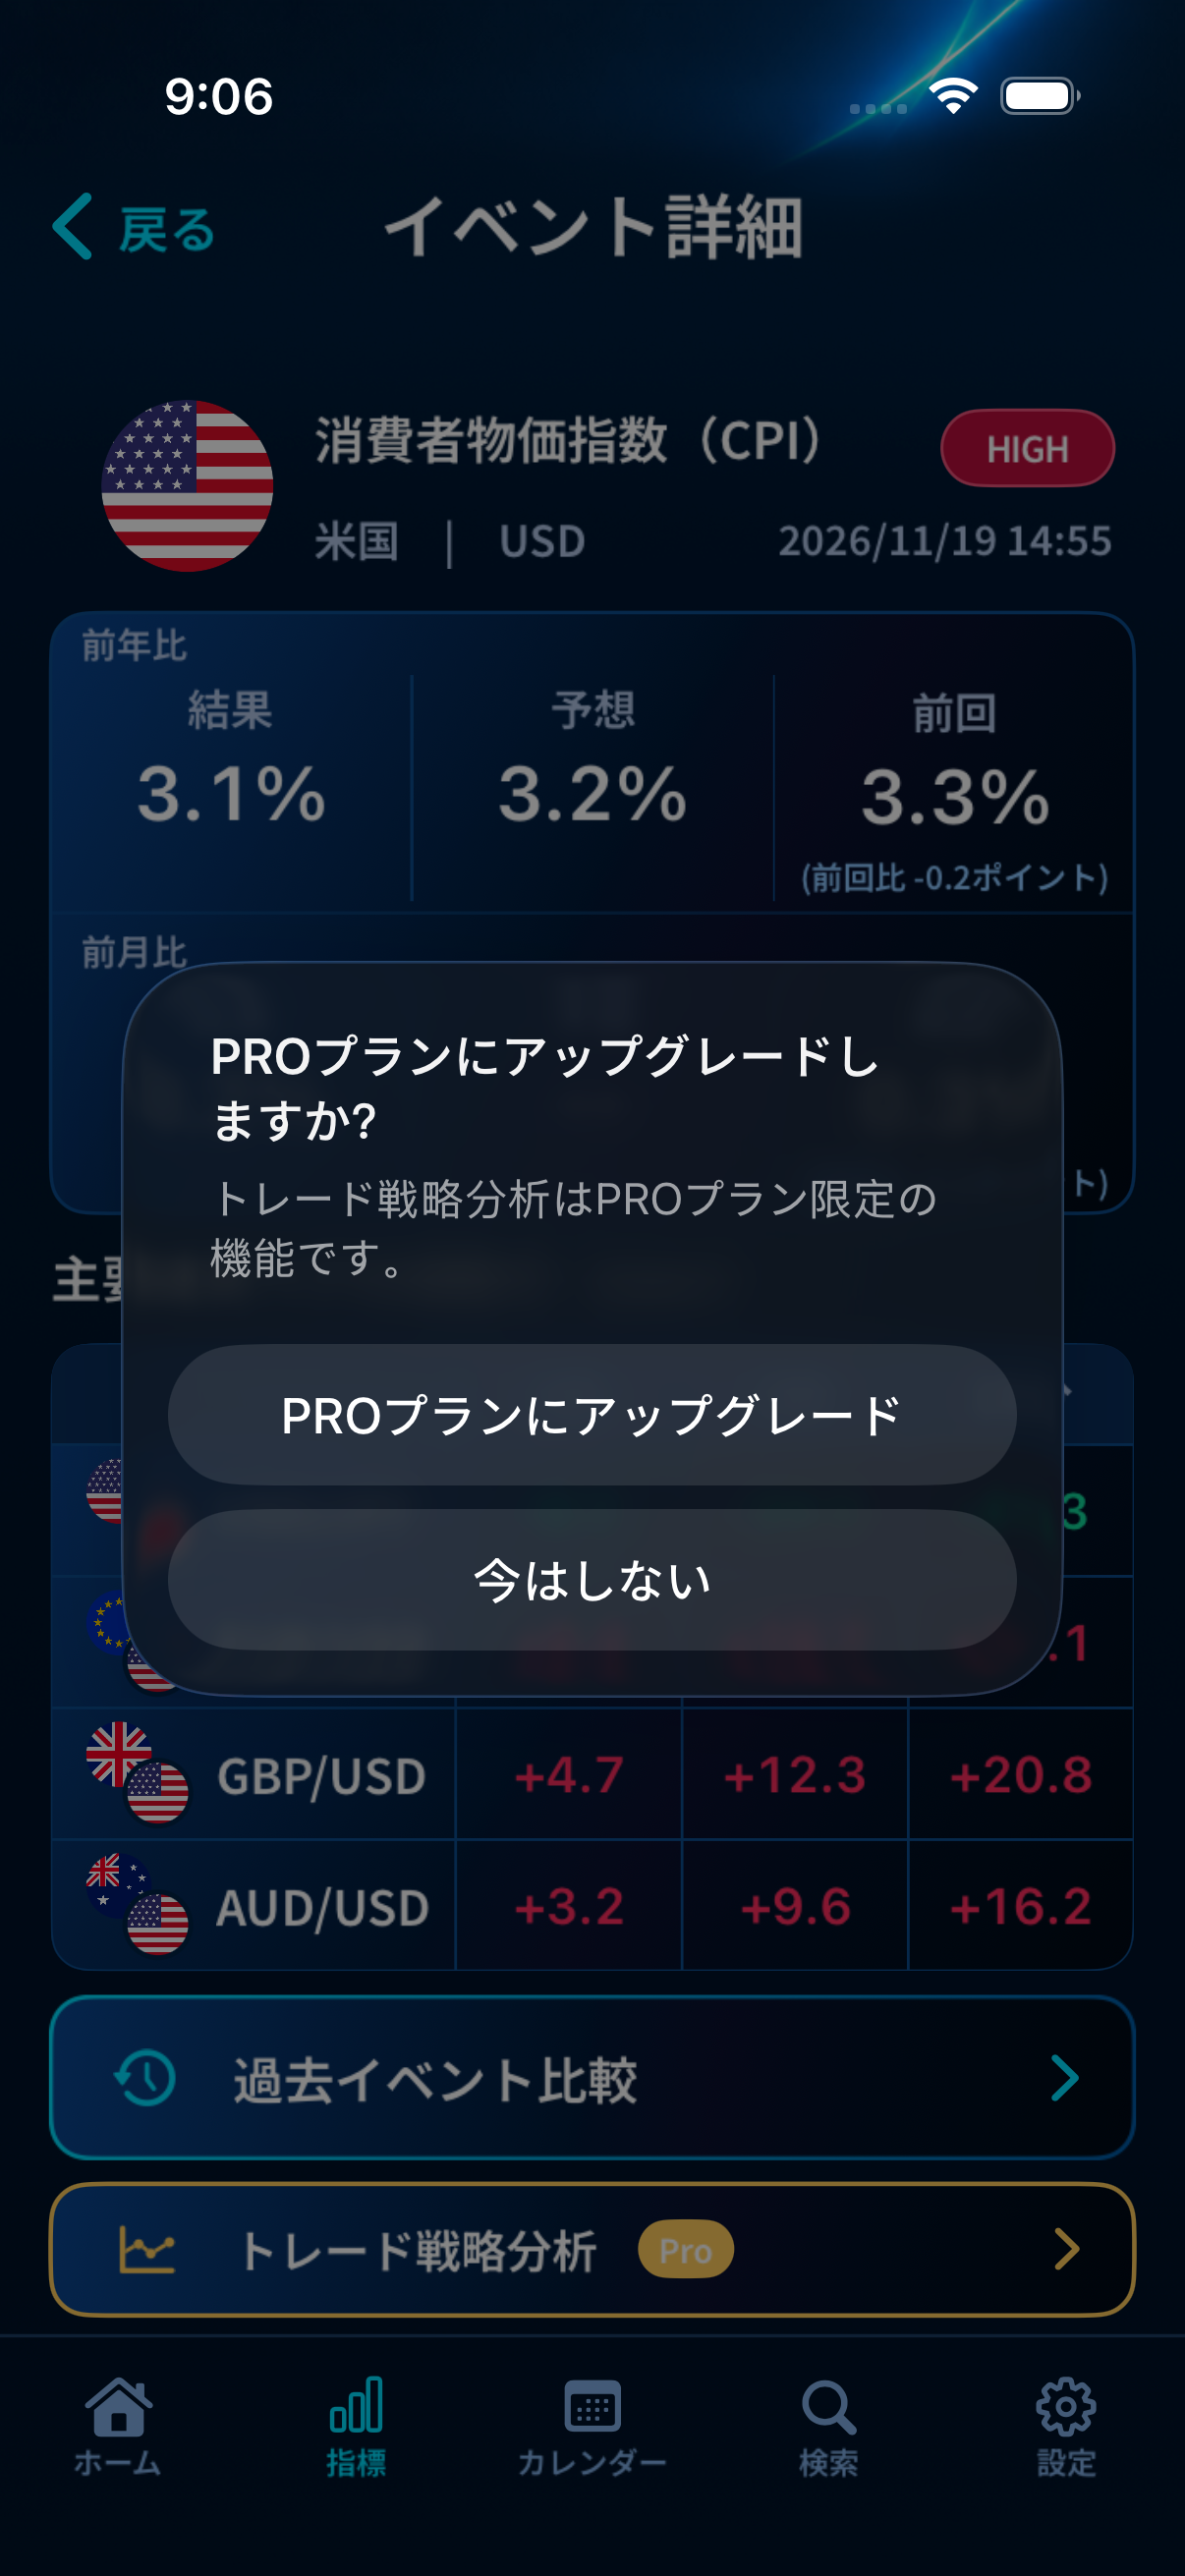 9:06
戻る
イベント詳細
消費者物価指数（CPI）
HIGH
米国 | USD
2026/11/19 14:55
前年比
結果
予想
前回
3.1%
3.2%
3.3%
(前回比 -0.2ポイント)
前月比
PROプランにアップグレードし
ますか?
ト)
トレード戦略分析はPROプラン限定の
機能です。
主要
PROプランにアップグレード
3
今はしない
.1
GBP/USD +4.7 +12.3 +20.8
AUD/USD +3.2 +9.6 +16.2
過去イベント比較
トレード戦略分析 Pro
ホーム
指標
カレンダー
検索
設定